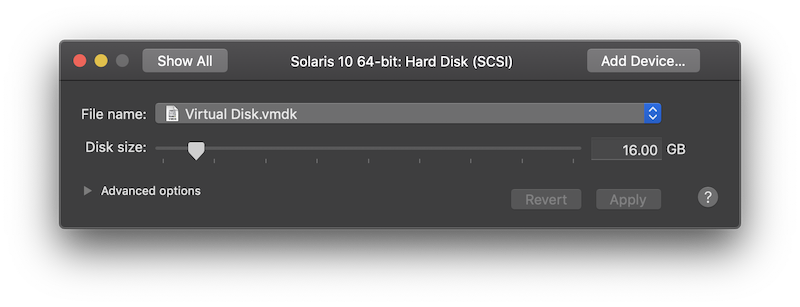 Show All
Solaris 10 64-bit: Hard Disk (SCSI)
Add Device...
File name: Virtual Disk.vmdk
Disk size: 16.00 GB
Advanced options
Revert
Apply
?